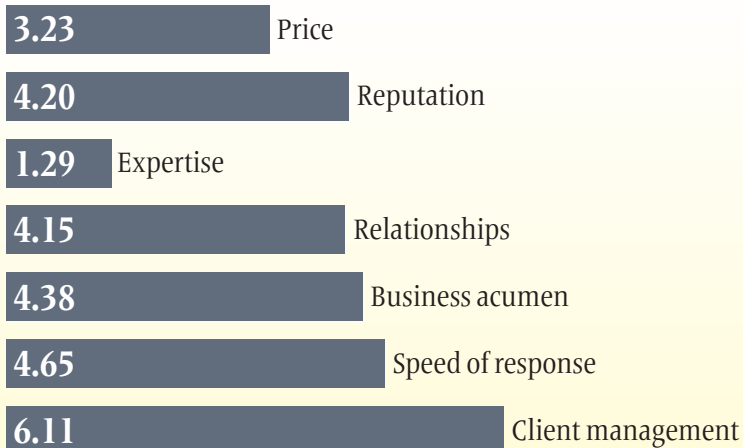 3.23 Price
4.20 Reputation
1.29 Expertise
4.15 Relationships
4.38 Business acumen
4.65 Speed of response
6.11 Client management